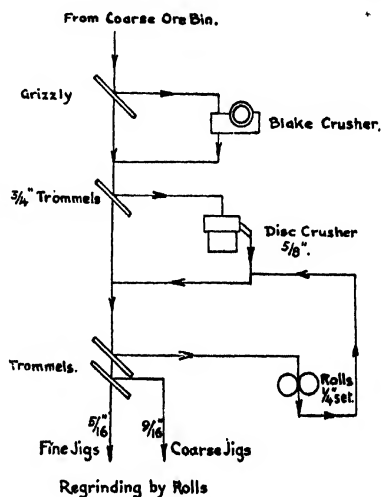 From Coarse Ore Bin.
Grizzly
Blake Crusher.
3/4" Trommels
Disc Crusher
5/8".
Trommels.
Rolls
1/4" set.
5/16"
9/16"
Fine Jigs
Coarse Jigs
Regrinding by Rolls